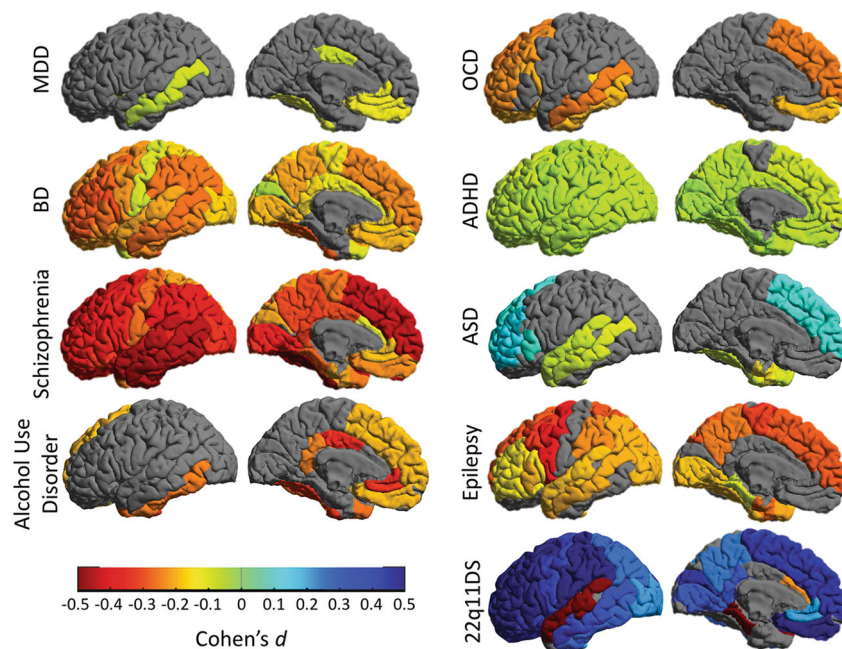 MDD
OCD
BD
ADHD
Schizophrenia
ASD
Alcohol Use
Disorder
Epilepsy
22q11DS
-0.5 -0.4 -0.3 -0.2 -0.1 0 0.1 0.2 0.3 0.4 0.5
Cohen's d